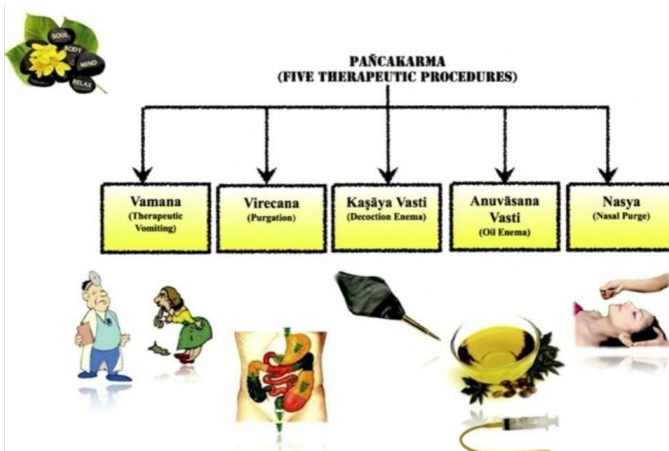 SOUL
BODY
MIND
RELAX
PAÑCAKARMA
(FIVE THERAPEUTIC PROCEDURES)
Vamana
(Therapeutic
Vomiting)
Virecana
(Purgation)
Kaṣāya Vasti
(Decoction Enema)
Anuvāsana
Vasti
(Oil Enema)
Nasya
(Nasal Purge)